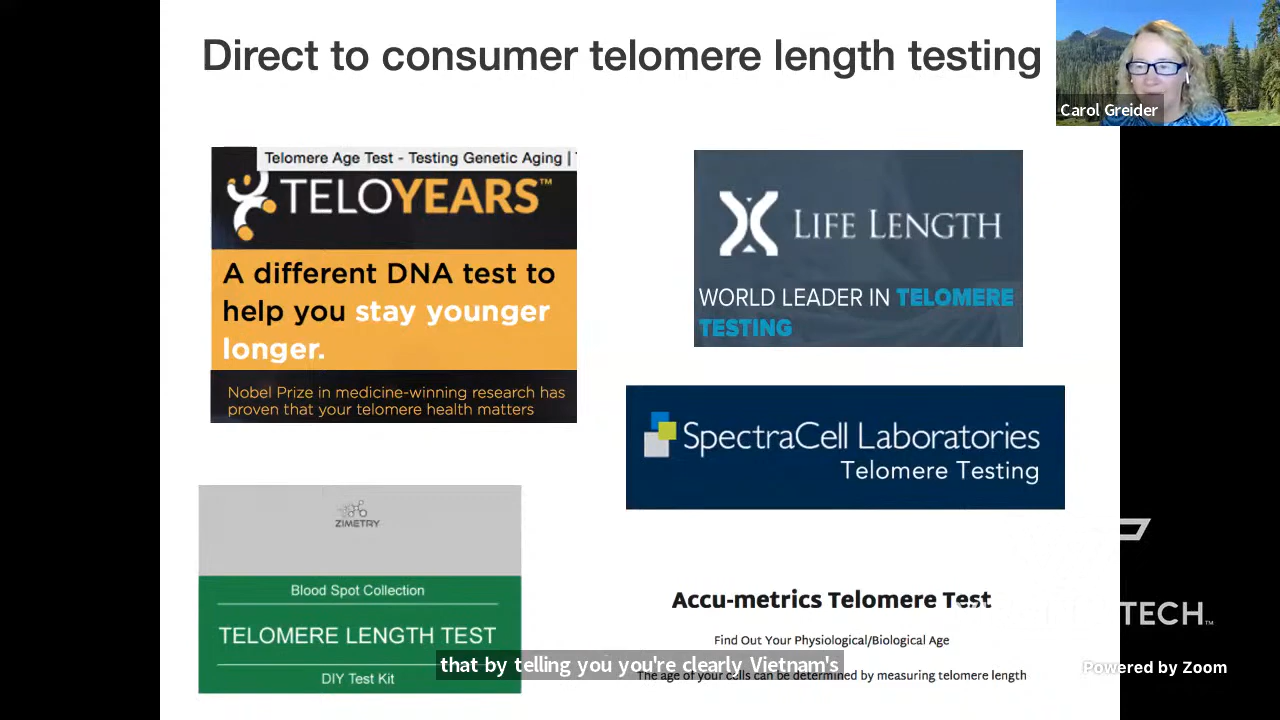 Direct to consumer telomere length testing
Carol Greider
Telomere Age Test - Testing Genetic Aging |
TELOYEARS™
A different DNA test to
help you stay younger
longer.
Nobel Prize in medicine-winning research has
proven that your telomere health matters
LIFE LENGTH
WORLD LEADER IN TELOMERE
TESTING
SpectraCell Laboratories
Telomere Testing
ZIMETRY
Blood Spot Collection
TELOMERE LENGTH TEST
DIY Test Kit
Accu-metrics Telomere Test
Find Out Your Physiological/Biological Age
The age of your cells can be determined by measuring telomere length
that by telling you you're clearly Vietnam's
TECH™
Powered by Zoom